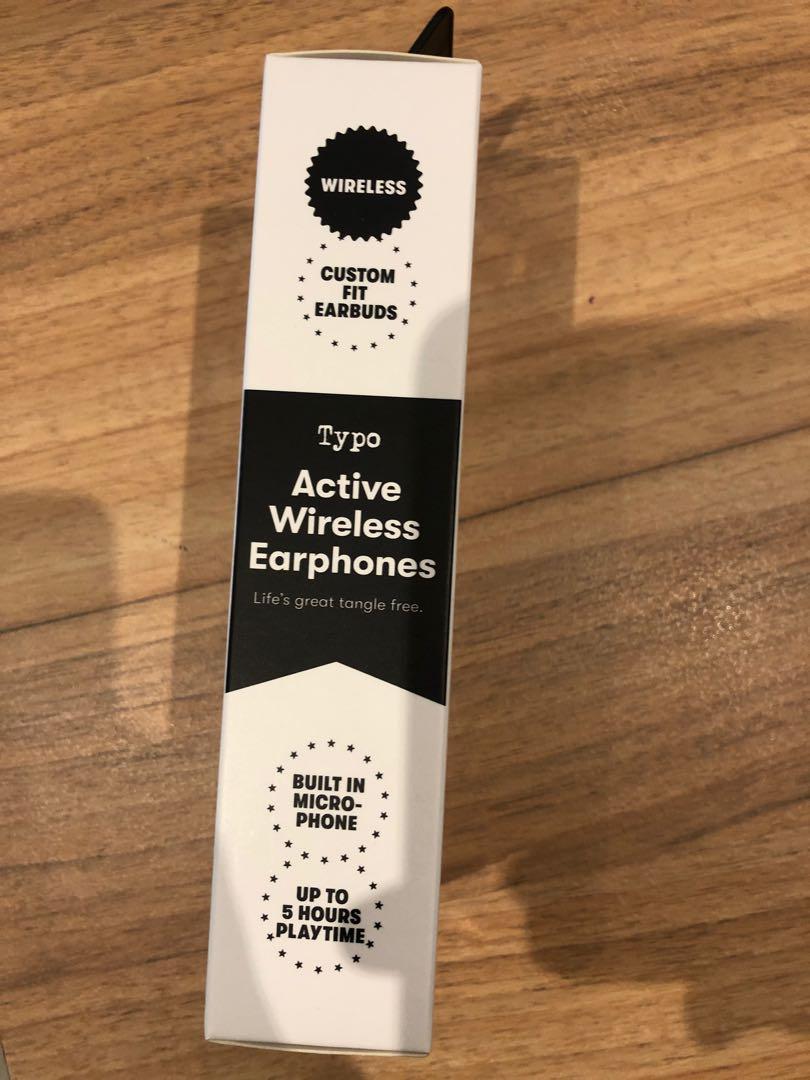 WIRELESS
CUSTOM
FIT
EARBUDS
Typo
Active
Wireless
Earphones
Life's great tangle free.
BUILT IN
MICRO-
PHONE
UP TO
5 HOURS
PLAYTIME